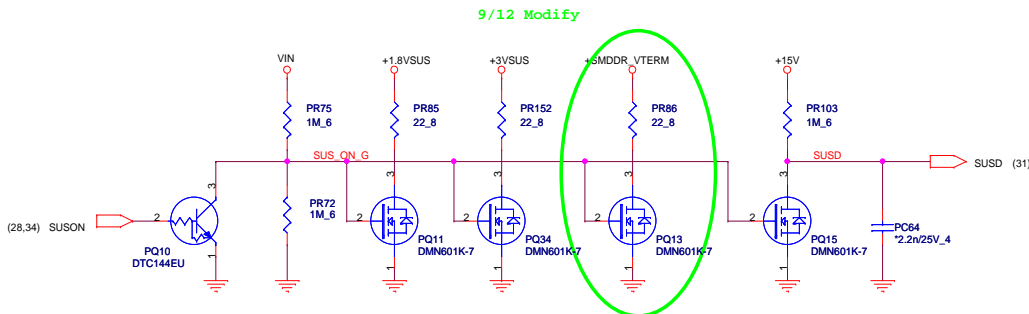 9/12 Modify
VIN
+1.8VSUS
+3VSUS
+SMDDR_VTERM
+15V
PR75
1M_6
PR85
22_8
PR152
22_8
PR86
22_8
PR103
1M_6
SUS_ON_G
SUSD
SUSD (31)
3
3
3
3
3
PR72
1M_6
(28,34) SUSON
2
2
2
2
2
PQ10
DTC144EU
PQ11
DMN601K-7
PQ34
DMN601K-7
PQ13
DMN601K-7
PQ15
DMN601K-7
PC64
*2.2n/25V_4
1
1
1
1
1